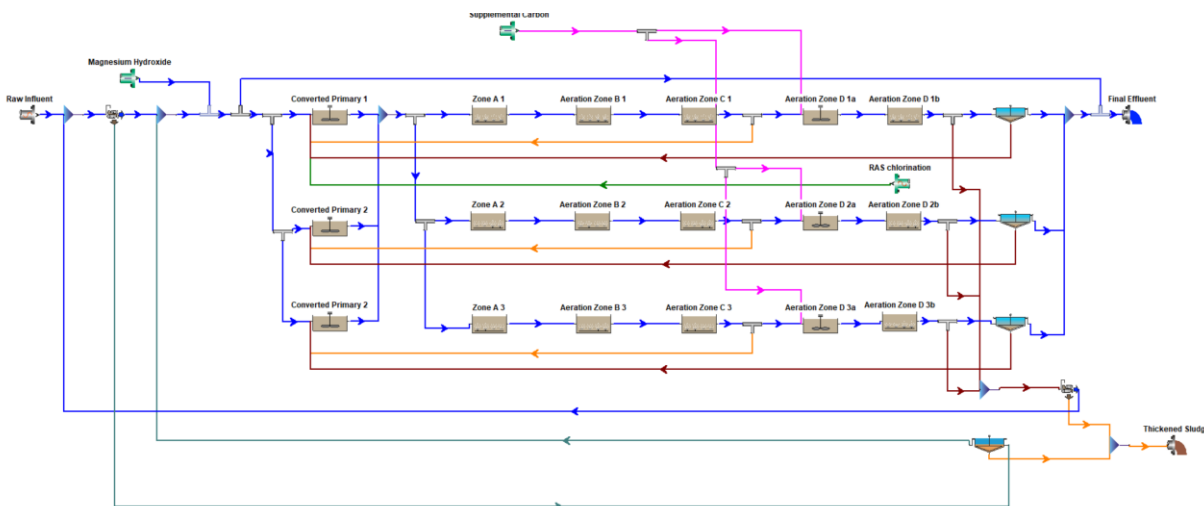 Supplemental Carbon
Magnesium Hydroxide
Raw Influent
Converted Primary 1
Zone A 1
Aeration Zone B 1
Aeration Zone C 1
Aeration Zone D 1a
Aeration Zone D 1b
Final Effluent
RAS chlorination
Converted Primary 2
Zone A 2
Aeration Zone B 2
Aeration Zone C 2
Aeration Zone D 2a
Aeration Zone D 2b
Converted Primary 2
Zone A 3
Aeration Zone B 3
Aeration Zone C 3
Aeration Zone D 3a
Aeration Zone D 3b
Thickened Sludg